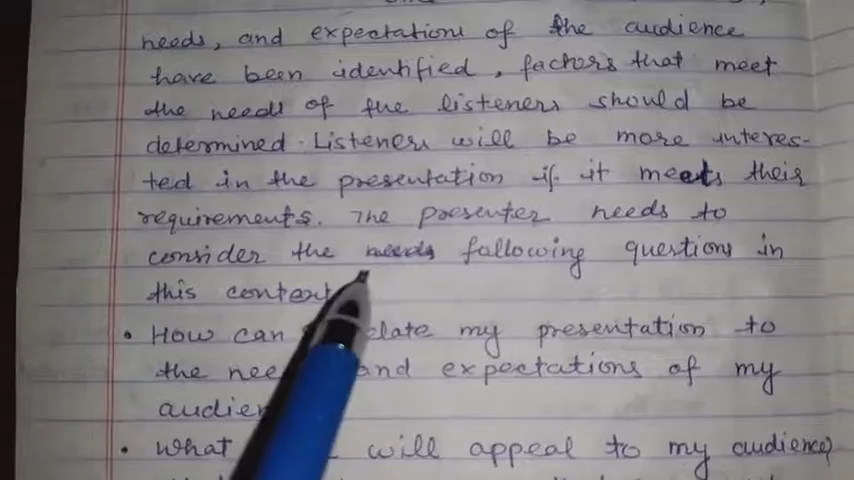 needs, and expectations of the audience
have been identified, factors that meet
the needs of the listeners should be
determined. Listeners will be more interes-
ted in the presentation if it meets their
requirements. The presenter needs to
consider the needs following questions in
this context
• How can relate my presentation to
the and expectations of my
• What will appeal to my audience?